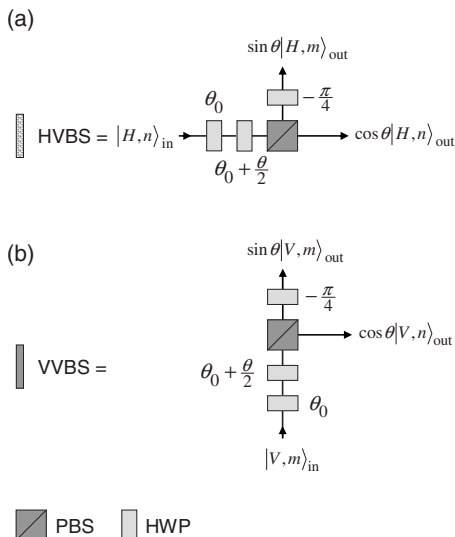 (a)
sin θ|H, m⟩out
θ0
−π/4
HVBS = |H, n⟩in
cos θ|H, n⟩out
θ0 + θ/2
(b)
sin θ|V, m⟩out
−π/4
VVBS =
cos θ|V, n⟩out
θ0 + θ/2
θ0
|V, m⟩in
PBS
HWP